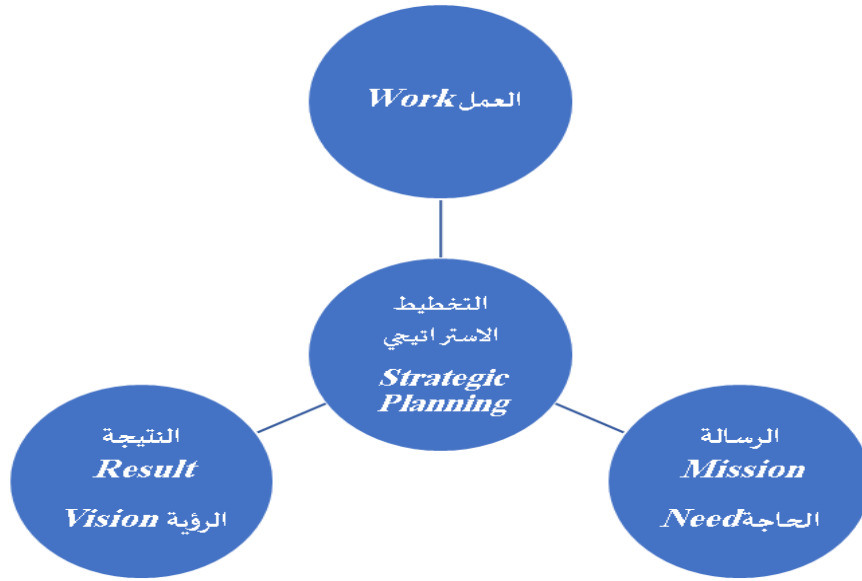 العمل Work
التخطيط
الاستراتيجي
Strategic
Planning
النتيجة
Result
الرؤية Vision
الرسالة
Mission
الحاجة Need